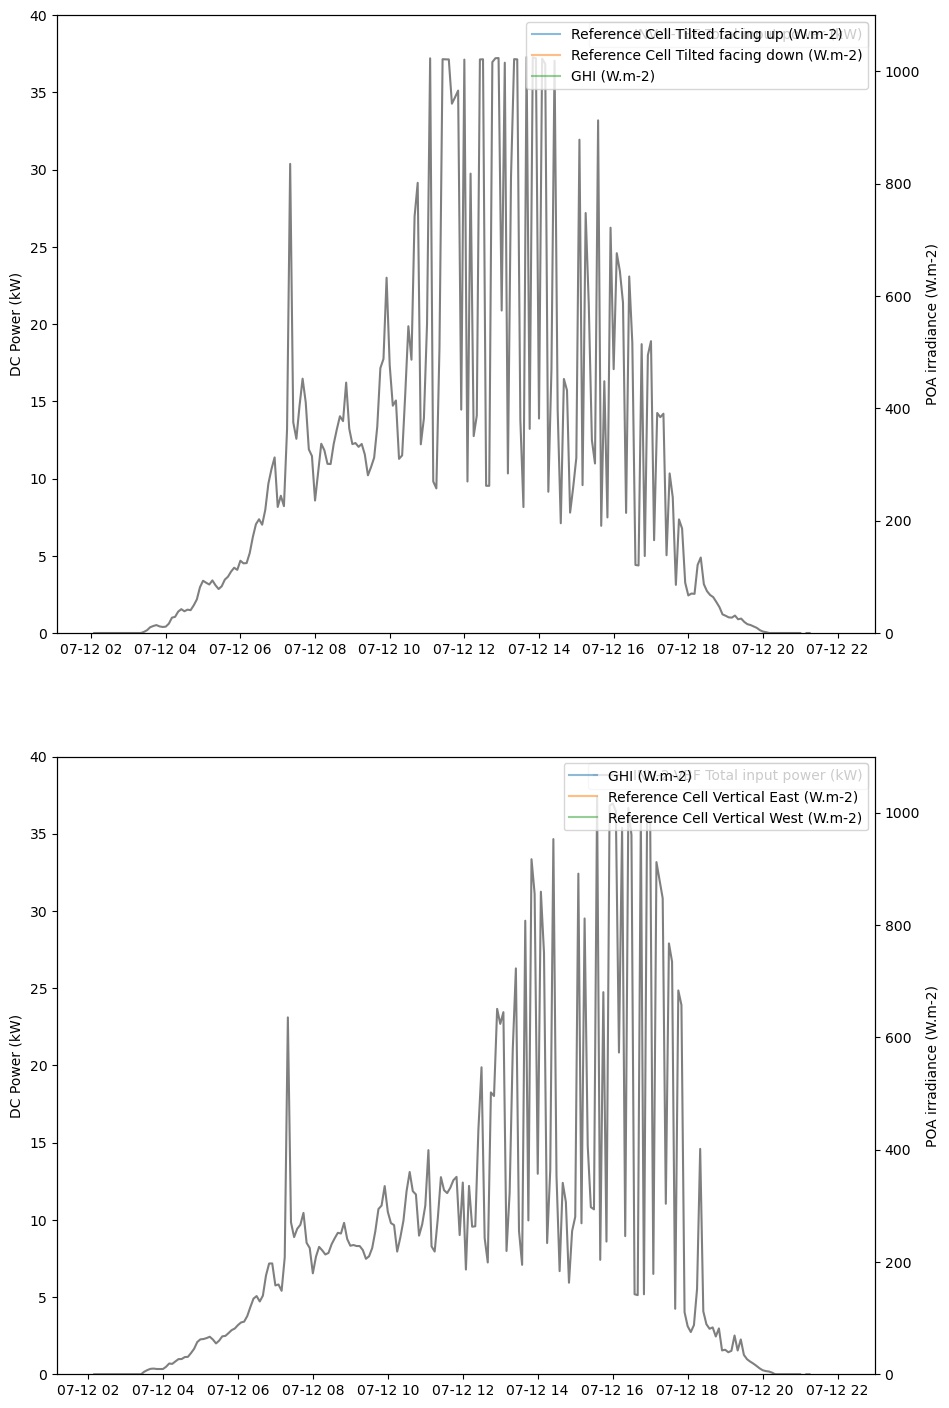 40
35
30
25
20
15
10
5
0
DC Power (kW)
Reference Cell Tilted facing up (W.m-2)
Reference Cell Tilted facing down (W.m-2)
GHI (W.m-2)
1000
800
600
400
200
0
POA irradiance (W.m-2)
07-12 02 07-12 04 07-12 06 07-12 08 07-12 10 07-12 12 07-12 14 07-12 16 07-12 18 07-12 20 07-12 22
40
35
30
25
20
15
10
5
0
DC Power (kW)
Total input power (kW)
GHI (W.m-2)
Reference Cell Vertical East (W.m-2)
Reference Cell Vertical West (W.m-2)
1000
800
600
400
200
0
POA irradiance (W.m-2)
07-12 02 07-12 04 07-12 06 07-12 08 07-12 10 07-12 12 07-12 14 07-12 16 07-12 18 07-12 20 07-12 22